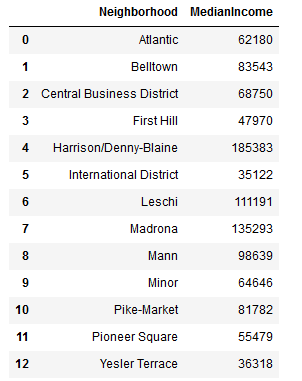 Neighborhood MedianIncome
0 Atlantic 62180
1 Belltown 83543
2 Central Business District 68750
3 First Hill 47970
4 Harrison/Denny-Blaine 185383
5 International District 35122
6 Leschi 111191
7 Madrona 135293
8 Mann 98639
9 Minor 64646
10 Pike-Market 81782
11 Pioneer Square 55479
12 Yesler Terrace 36318